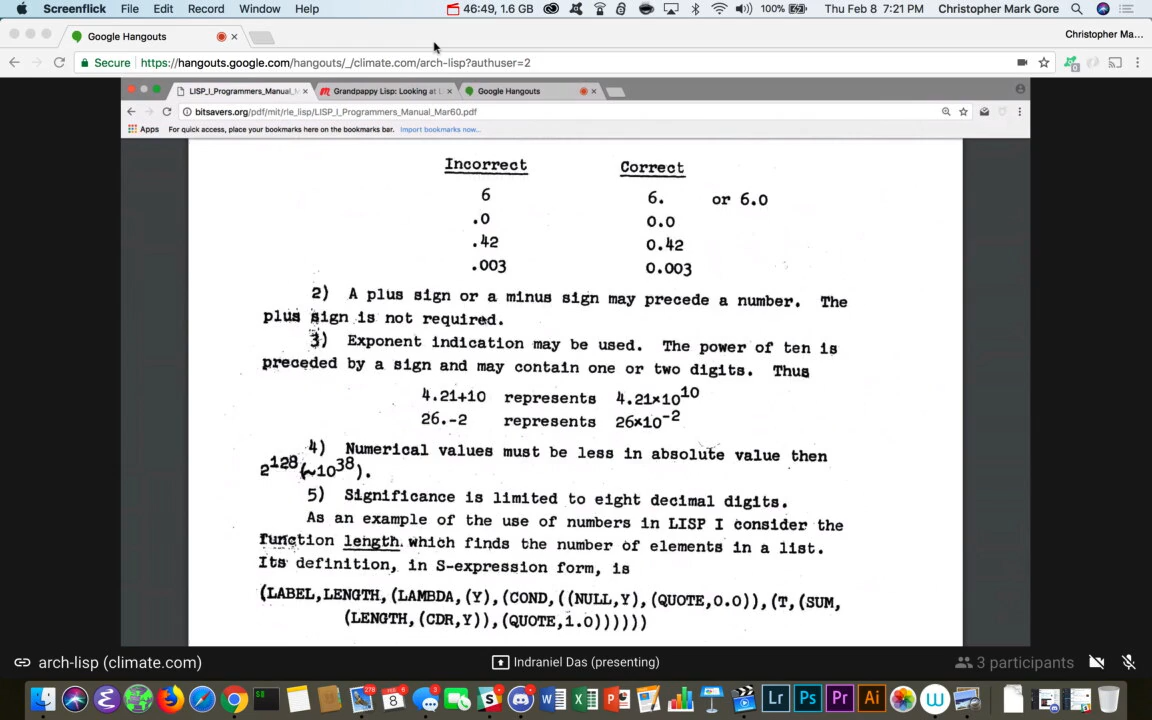 Screenflick File Edit Record Window Help 46:49, 1.6 GB 100% Thu Feb 8 7:21 PM Christopher Mark Gore
Google Hangouts Christopher Ma...
Secure https://hangouts.google.com/hangouts/_/climate.com/arch-lisp?authuser=2
LISP_I_Programmers_Manual_M Grandpappy Lisp: Looking at L Google Hangouts
bitsavers.org/pdf/mit/rle_lisp/LISP_I_Programmers_Manual_Mar60.pdf
Apps For quick access, place your bookmarks here on the bookmarks bar. Import bookmarks now...
Incorrect Correct
6 6. or 6.0
.0 0.0
.42 0.42
.003 0.003
2) A plus sign or a minus sign may precede a number. The
plus sign is not required.
3) Exponent indication may be used. The power of ten is
preceded by a sign and may contain one or two digits. Thus
4.21+10 represents 4.21×10^10
26.-2 represents 26×10^-2
4) Numerical values must be less in absolute value then
2^128(~10^38).
5) Significance is limited to eight decimal digits.
As an example of the use of numbers in LISP I consider the
function length which finds the number of elements in a list.
Its definition, in S-expression form, is
(LABEL,LENGTH,(LAMBDA,(Y),(COND,((NULL,Y),(QUOTE,0.0)),(T,(SUM,
(LENGTH,(CDR,Y)),(QUOTE,1.0))))))
arch-lisp (climate.com) Indraniel Das (presenting) 3 participants
278 FEB 8 6 3 Lr Ps Pr Ai